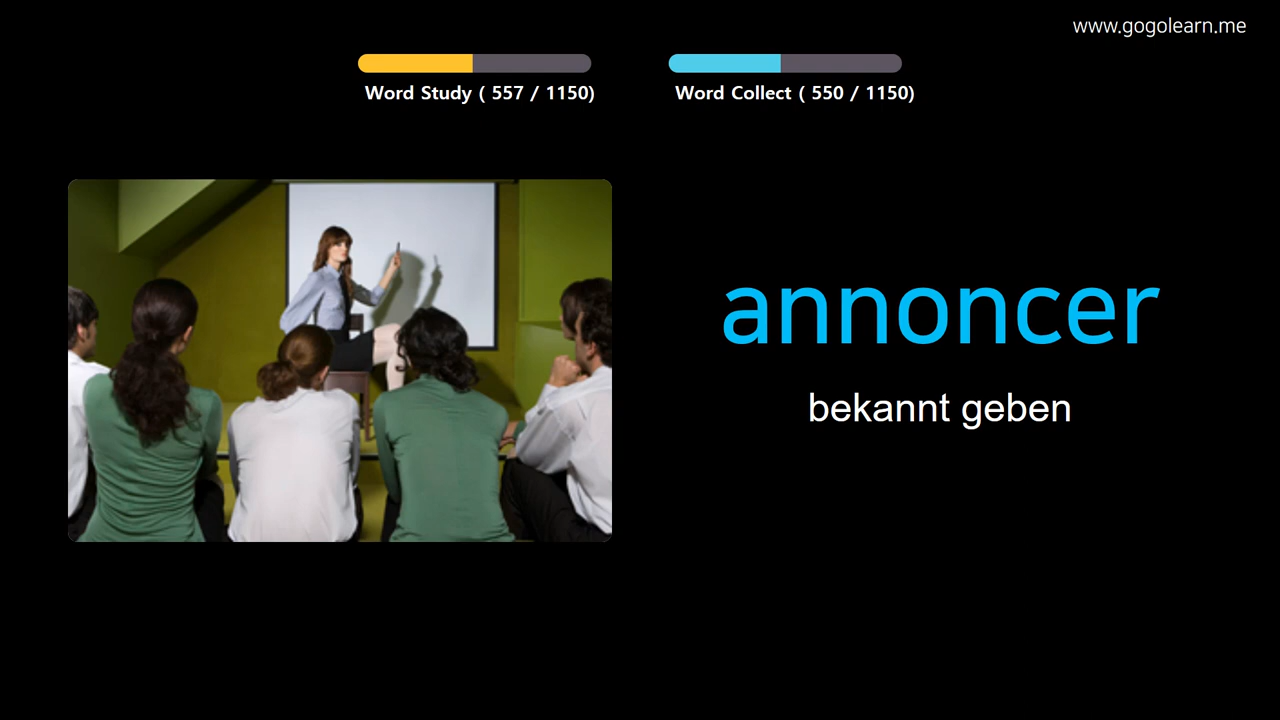 www.gogolearn.me
Word Study ( 557 / 1150)
Word Collect ( 550 / 1150)
annoncer
bekannt geben